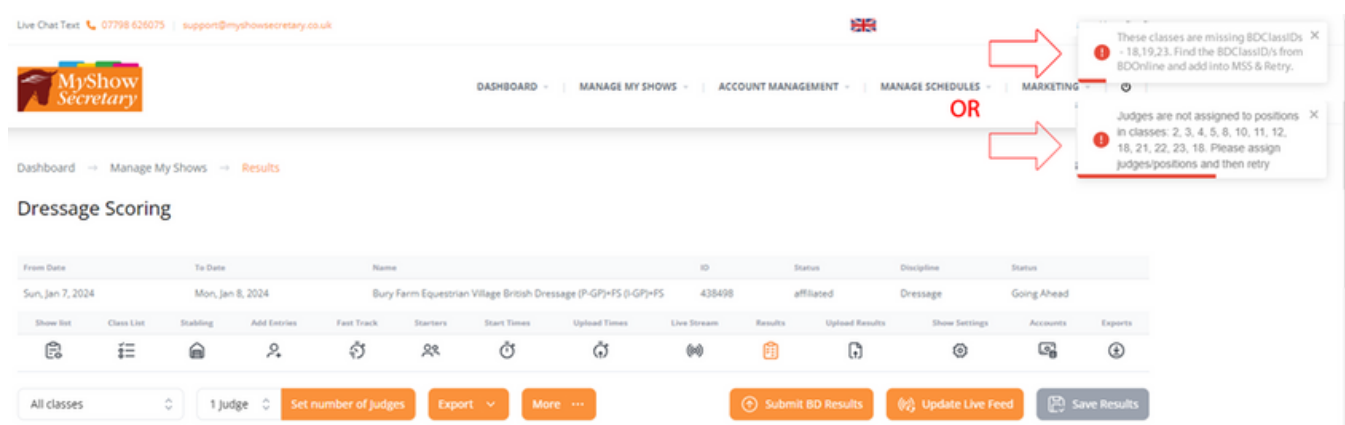 Live Chat Text 07798 626075 support@myshowsecretary.co.uk
These classes are missing BDClassIDs
- 18,19,23. Find the BDClassID/s from
BDOnline and add into MSS & Retry.
MyShow
Secretary
DASHBOARD MANAGE MY SHOWS ACCOUNT MANAGEMENT MANAGE SCHEDULES MARKETING
OR
Judges are not assigned to positions
in classes: 2, 3, 4, 5, 8, 10, 11, 12,
18, 21, 22, 23, 18. Please assign
judges/positions and then retry
Dashboard → Manage My Shows → Results
Dressage Scoring
From Date To Date Name ID Status Discipline Status
Sun, Jan 7, 2024 Mon, Jan 8, 2024 Bury Farm Equestrian Village British Dressage (P-GP)+FS (I-GP)+FS 438498 affiliated Dressage Going Ahead
Show list Class List Stabling Add Entries Fast Track Starters Start Times Upload Times Live Stream Results Upload Results Show Settings Accounts Exports
All classes 1 Judge Set number of Judges Export More ... Submit BD Results Update Live Feed Save Results